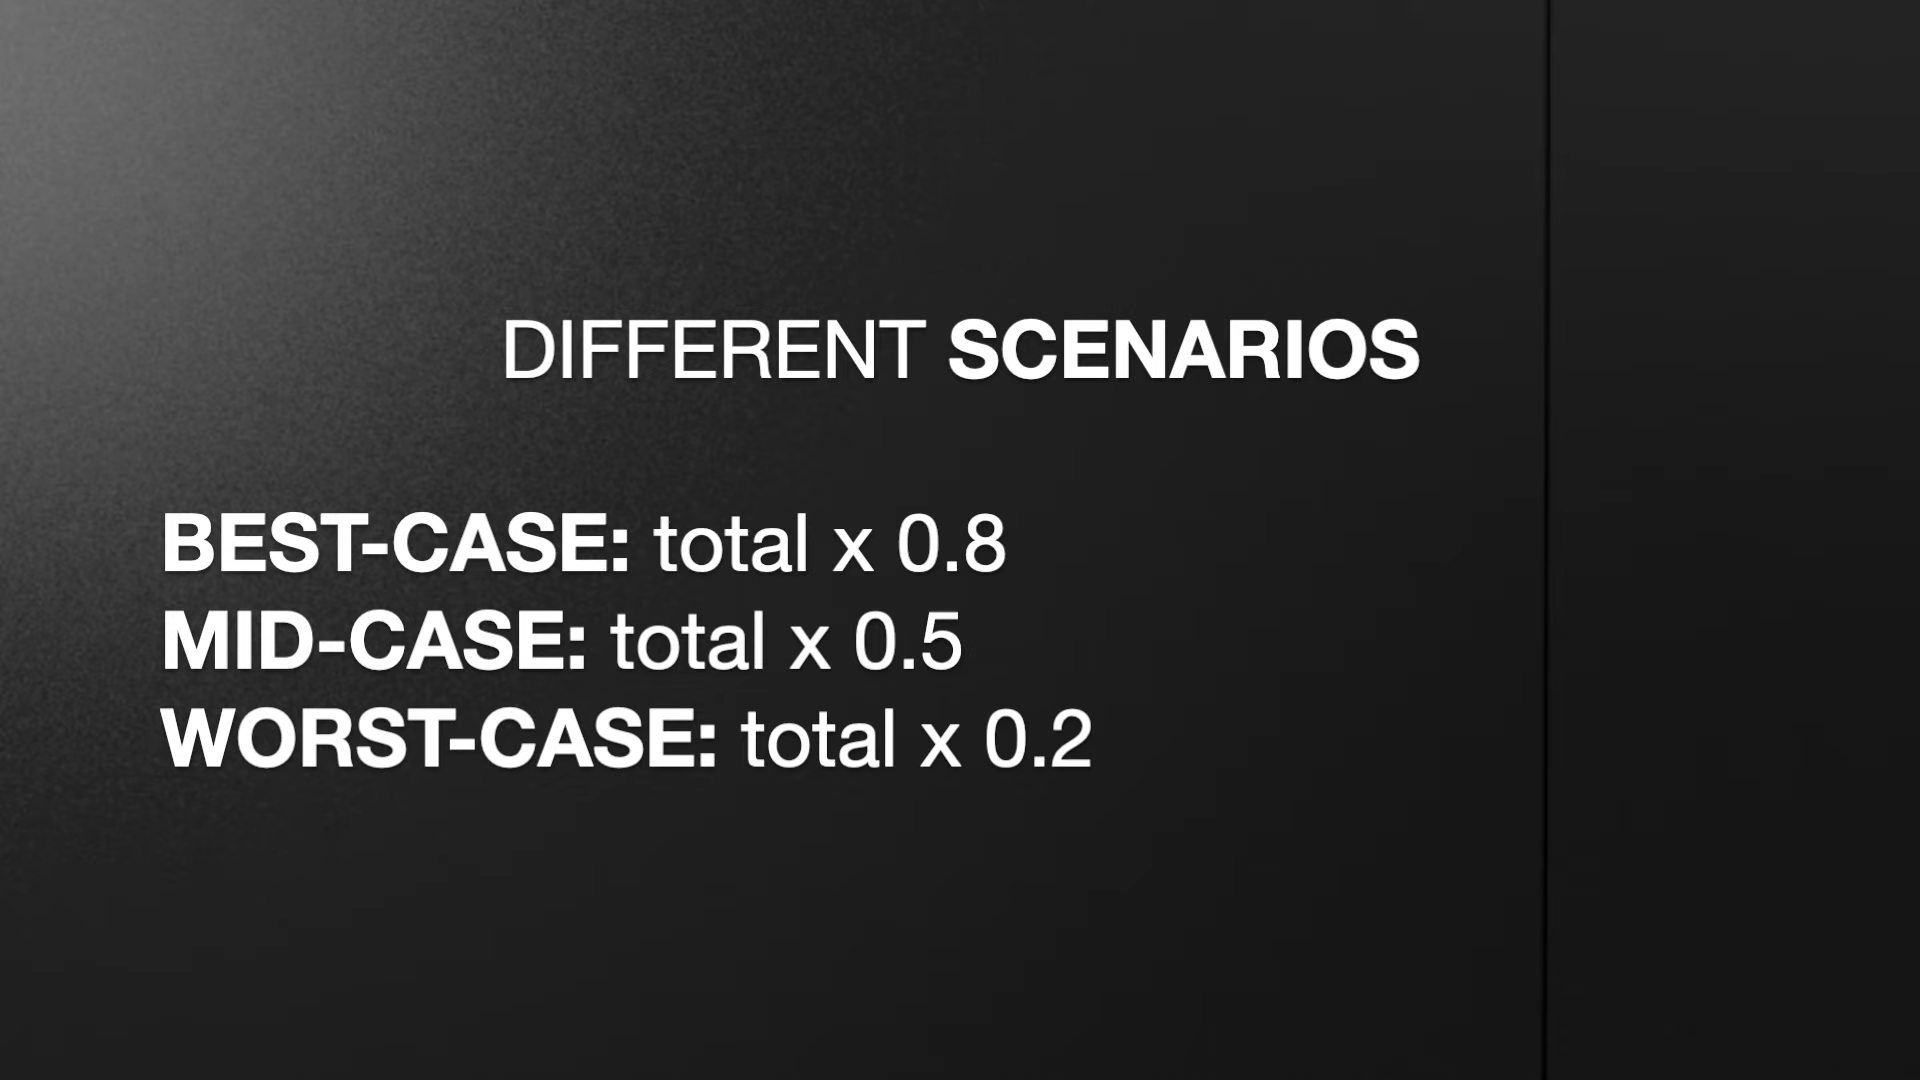 DIFFERENT SCENARIOS
BEST-CASE: total x 0.8
MID-CASE: total x 0.5
WORST-CASE: total x 0.2